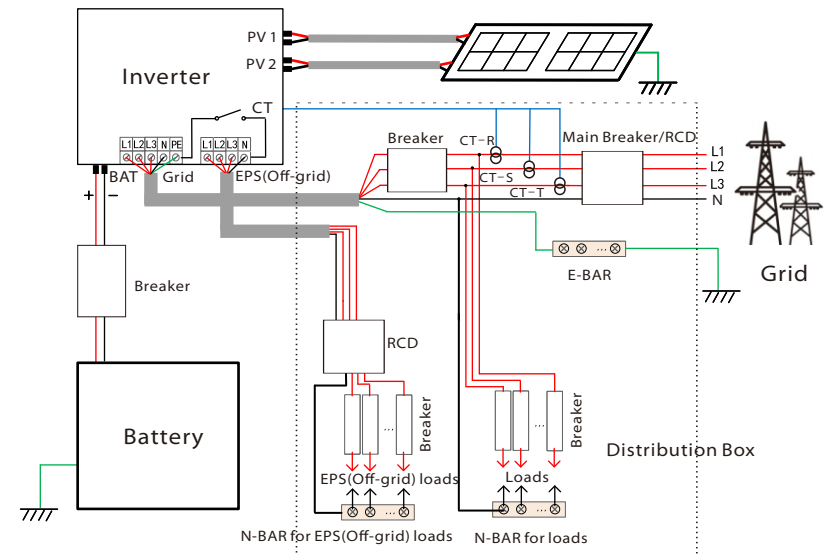 PV 1
PV 2
Inverter
CT
L1 L2 L3 N PE
L1 L2 L3 N
BAT
Grid
EPS(Off-grid)
+
−
Breaker
CT-R
CT-S
CT-T
Main Breaker/RCD
L1
L2
L3
N
Grid
...
E-BAR
Breaker
RCD
...
Breaker
...
Breaker
Battery
Distribution Box
EPS(Off-grid) loads
Loads
...
...
N-BAR for EPS(Off-grid) loads
N-BAR for loads